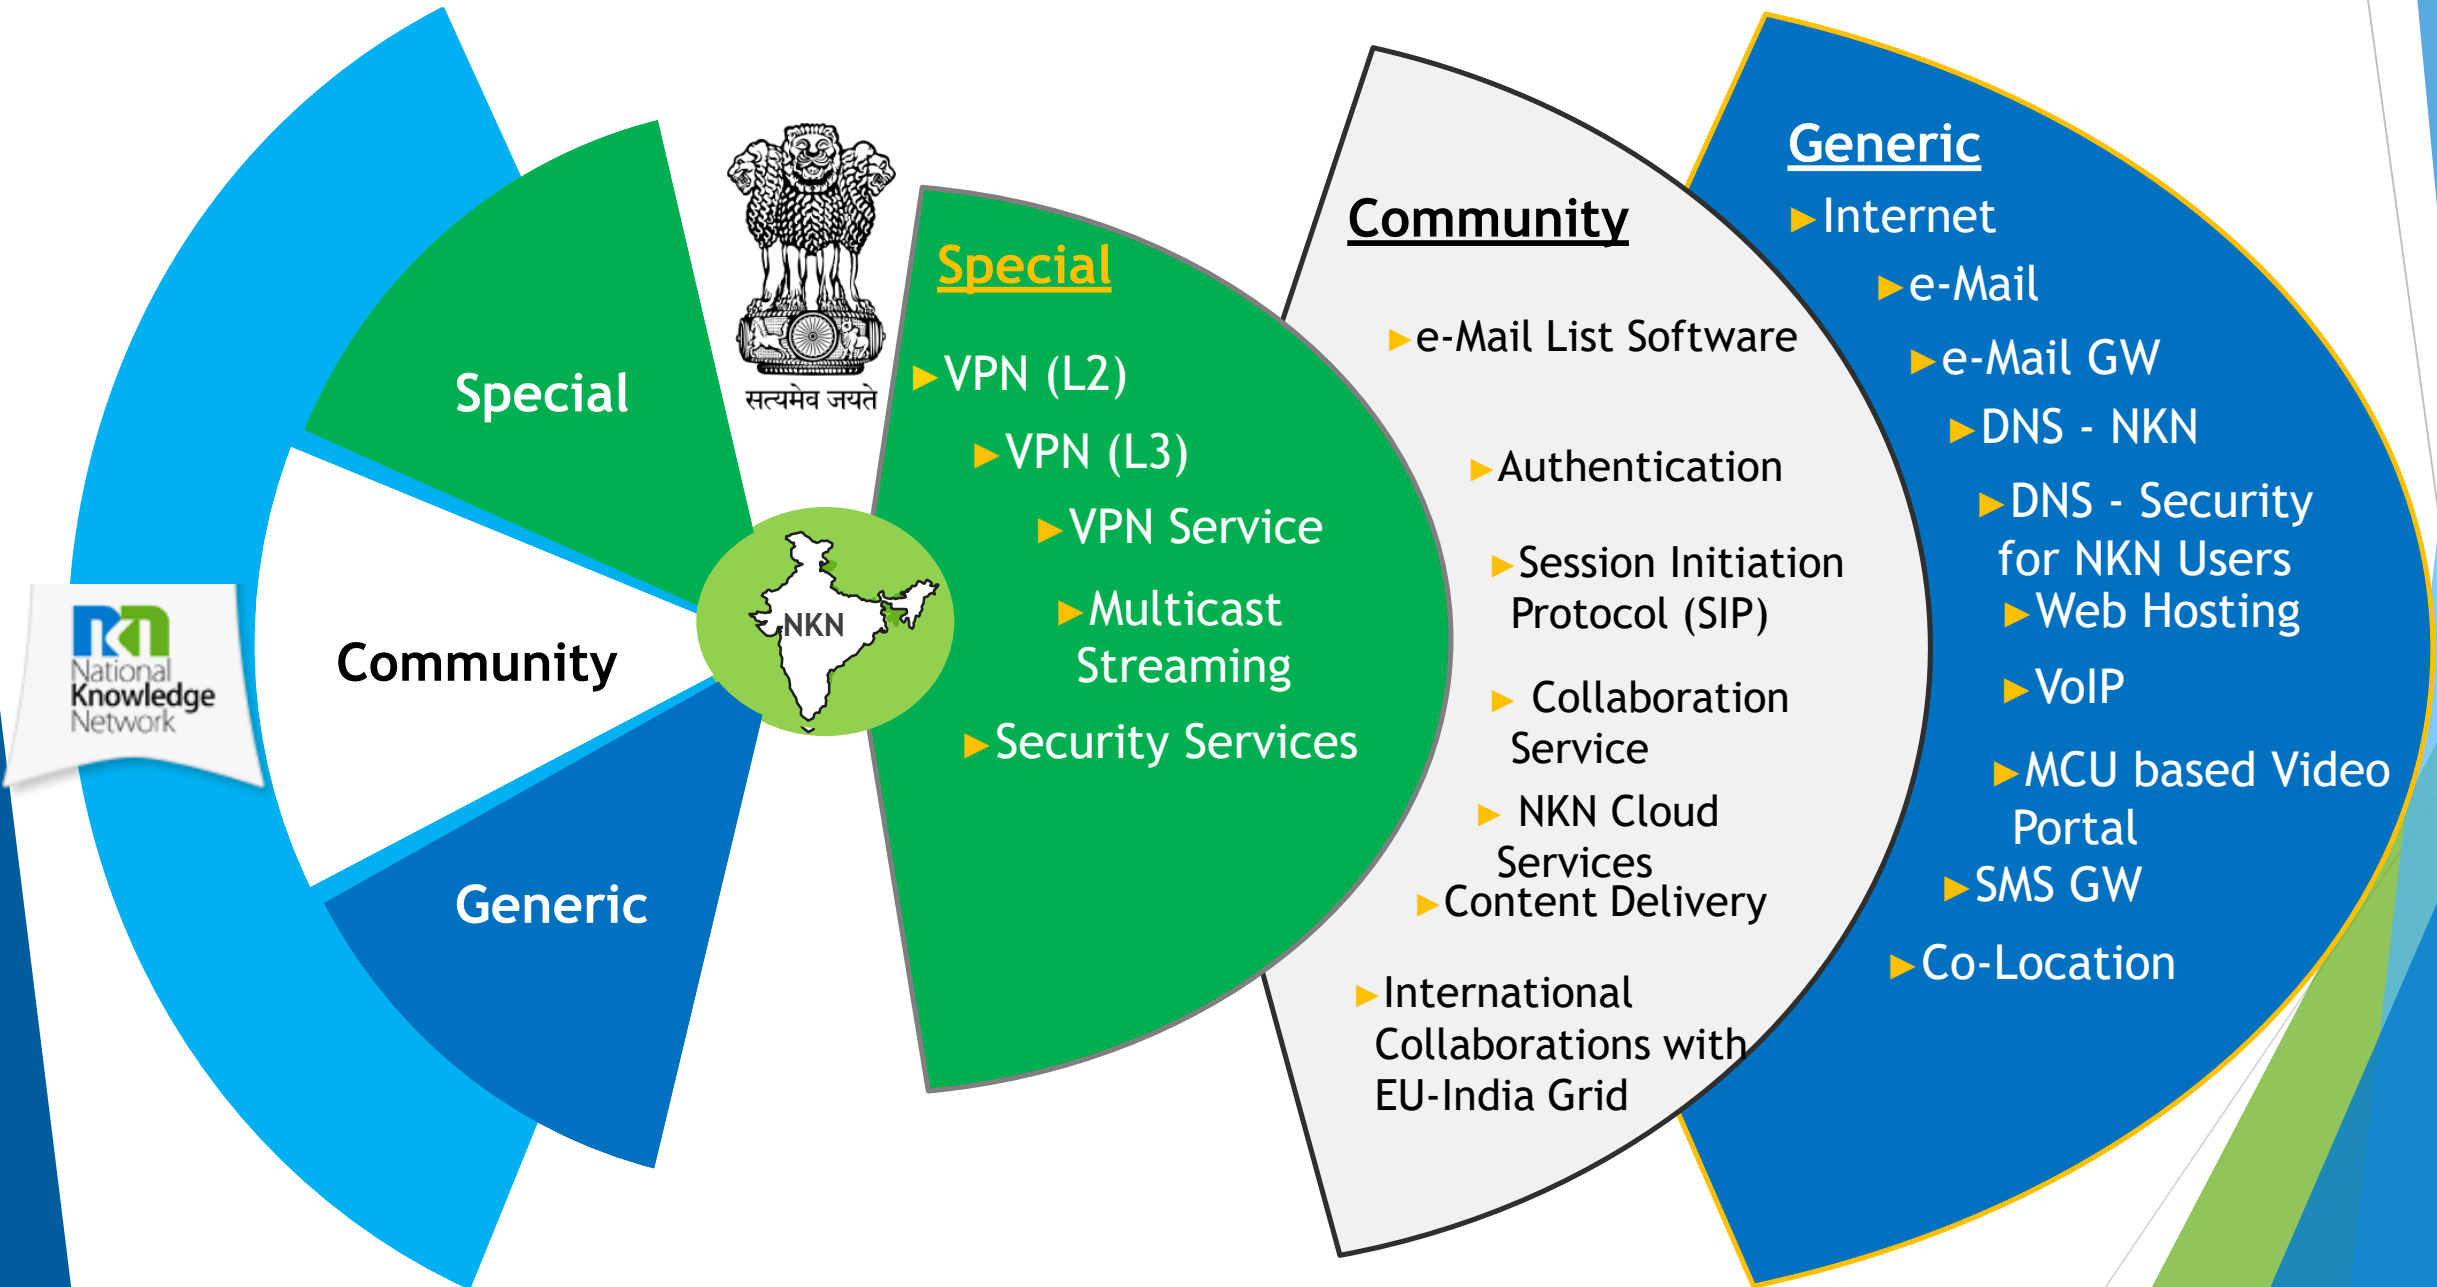 National
Knowledge
Network
Special
Community
Generic
सत्यमेव जयते
NKN
Special
►VPN (L2)
►VPN (L3)
►VPN Service
►Multicast
Streaming
►Security Services
Community
►e-Mail List Software
►Authentication
►Session Initiation
Protocol (SIP)
► Collaboration
Service
► NKN Cloud
Services
►Content Delivery
►International
Collaborations with
EU-India Grid
Generic
►Internet
►e-Mail
►e-Mail GW
►DNS - NKN
►DNS - Security
for NKN Users
►Web Hosting
►VoIP
►MCU based Video
Portal
►SMS GW
►Co-Location